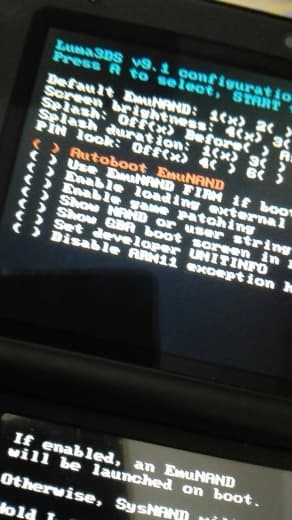 Luma3DS v9.1 configuratio
Press A to select, START
Default EmuNAND: 1(x) 2( )
Screen brightness: 4(x) 3(
Splash: Off(x) Before( ) A
Splash duration: 3(
PIN lock: Off(x) 4( ) 6( )
( ) Autoboot EmuNAND
( ) Use EmuNAND FIRM if boot
( ) Enable loading external
( ) Enable game patching
( ) Show NAND or user string
( ) Show GBA boot screen in
( ) Set developer UNITINFO
( ) Disable ARM11 exception h
If enabled, an EmuNAND
will be launched on boot.
Otherwise, SysNAND
Hold